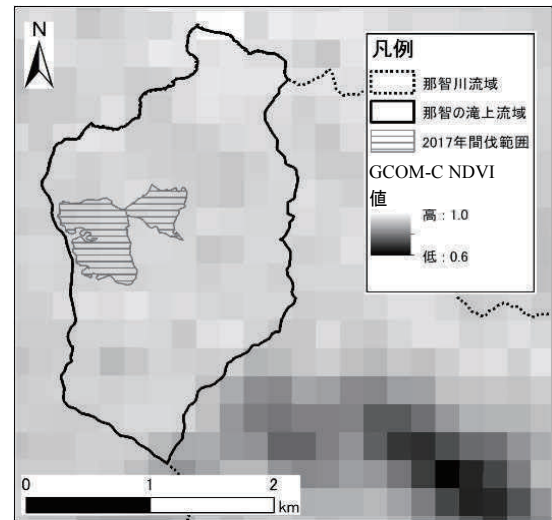 N
凡例
那智川流域
那智の滝上流域
2017年間伐範囲
GCOM-C NDVI
値
高 : 1.0
低 : 0.6
0 1 2
km